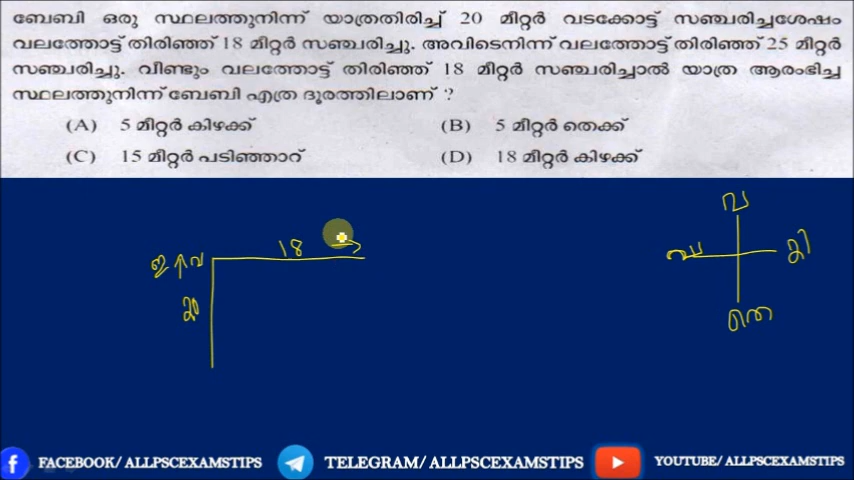 ബേബി ഒരു സ്ഥലത്തുനിന്ന് യാത്രതിരിച്ച് 20 മീറ്റർ വടക്കോട്ട് സഞ്ചരിച്ചശേഷം
വലത്തോട്ട് തിരിഞ്ഞ് 18 മീറ്റർ സഞ്ചരിച്ചു. അവിടെനിന്ന് വലത്തോട്ട് തിരിഞ്ഞ് 25 മീറ്റർ
സഞ്ചരിച്ചു. വീണ്ടും വലത്തോട്ട് തിരിഞ്ഞ് 18 മീറ്റർ സഞ്ചരിച്ചാൽ യാത്ര ആരംഭിച്ച
സ്ഥലത്തുനിന്ന് ബേബി എത്ര ദൂരത്തിലാണ് ?
(A) 5 മീറ്റർ കിഴക്ക് (B) 5 മീറ്റർ തെക്ക്
(C) 15 മീറ്റർ പടിഞ്ഞാറ് (D) 18 മീറ്റർ കിഴക്ക്
വ
18
20
തെ
FACEBOOK/ ALLPSCEXAMSTIPS TELEGRAM/ ALLPSCEXAMSTIPS YOUTUBE/ ALLPSCEXAMSTIPS